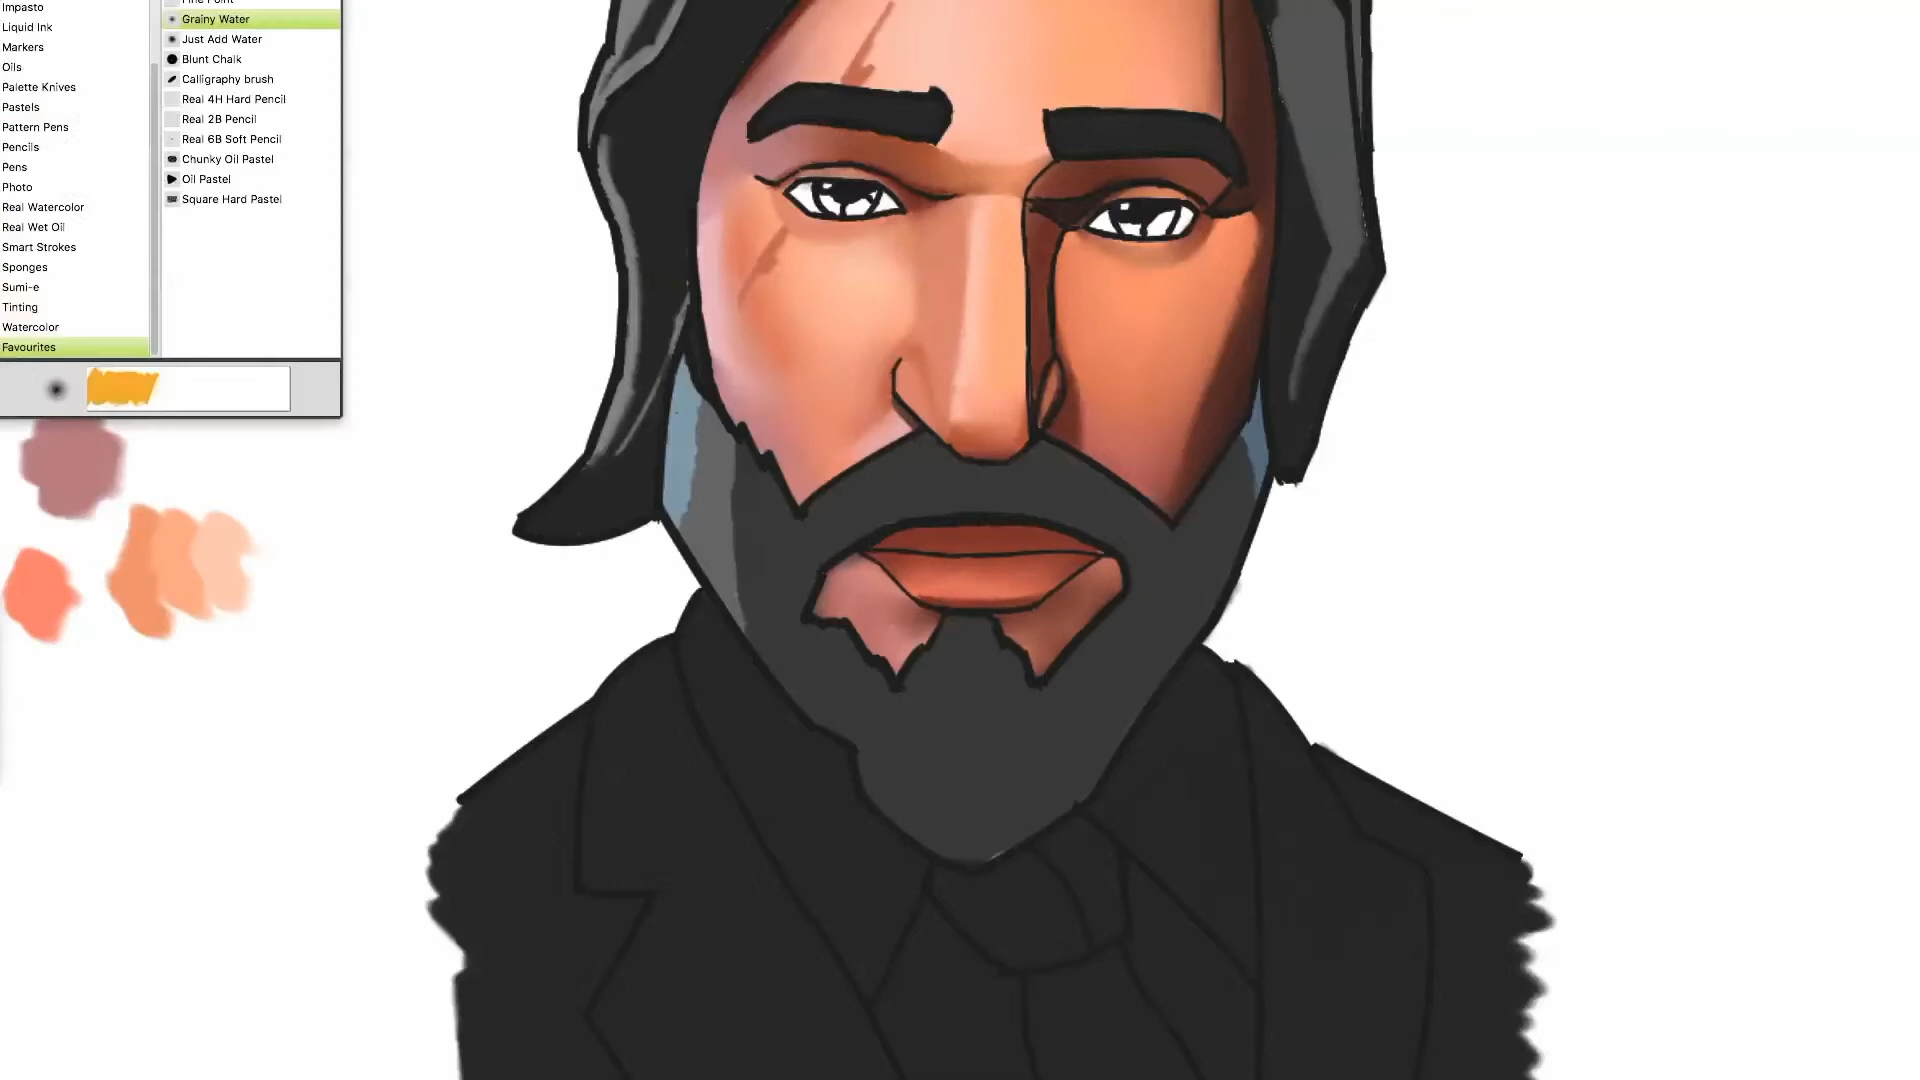 Impasto
Liquid Ink
Markers
Oils
Palette Knives
Pastels
Pattern Pens
Pencils
Pens
Photo
Real Watercolor
Real Wet Oil
Smart Strokes
Sponges
Sumi-e
Tinting
Watercolor
Favourites
Fine Point
Grainy Water
Just Add Water
Blunt Chalk
Calligraphy brush
Real 4H Hard Pencil
Real 2B Pencil
Real 6B Soft Pencil
Chunky Oil Pastel
Oil Pastel
Square Hard Pastel